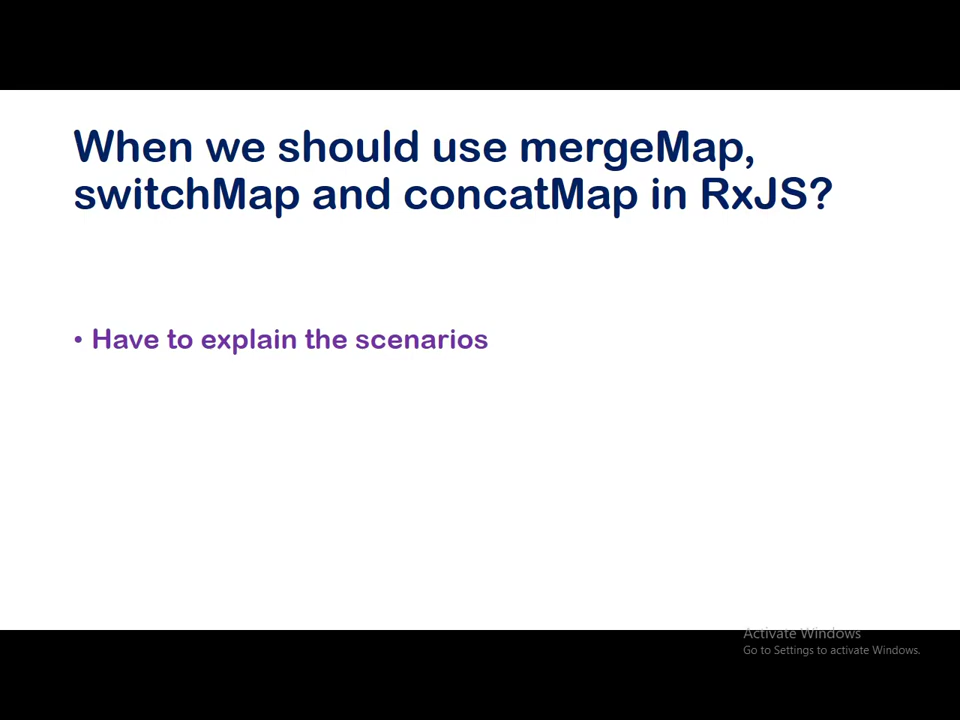 When we should use mergeMap,
switchMap and concatMap in RxJS?
• Have to explain the scenarios
Activate Windows
Go to Settings to activate Windows.